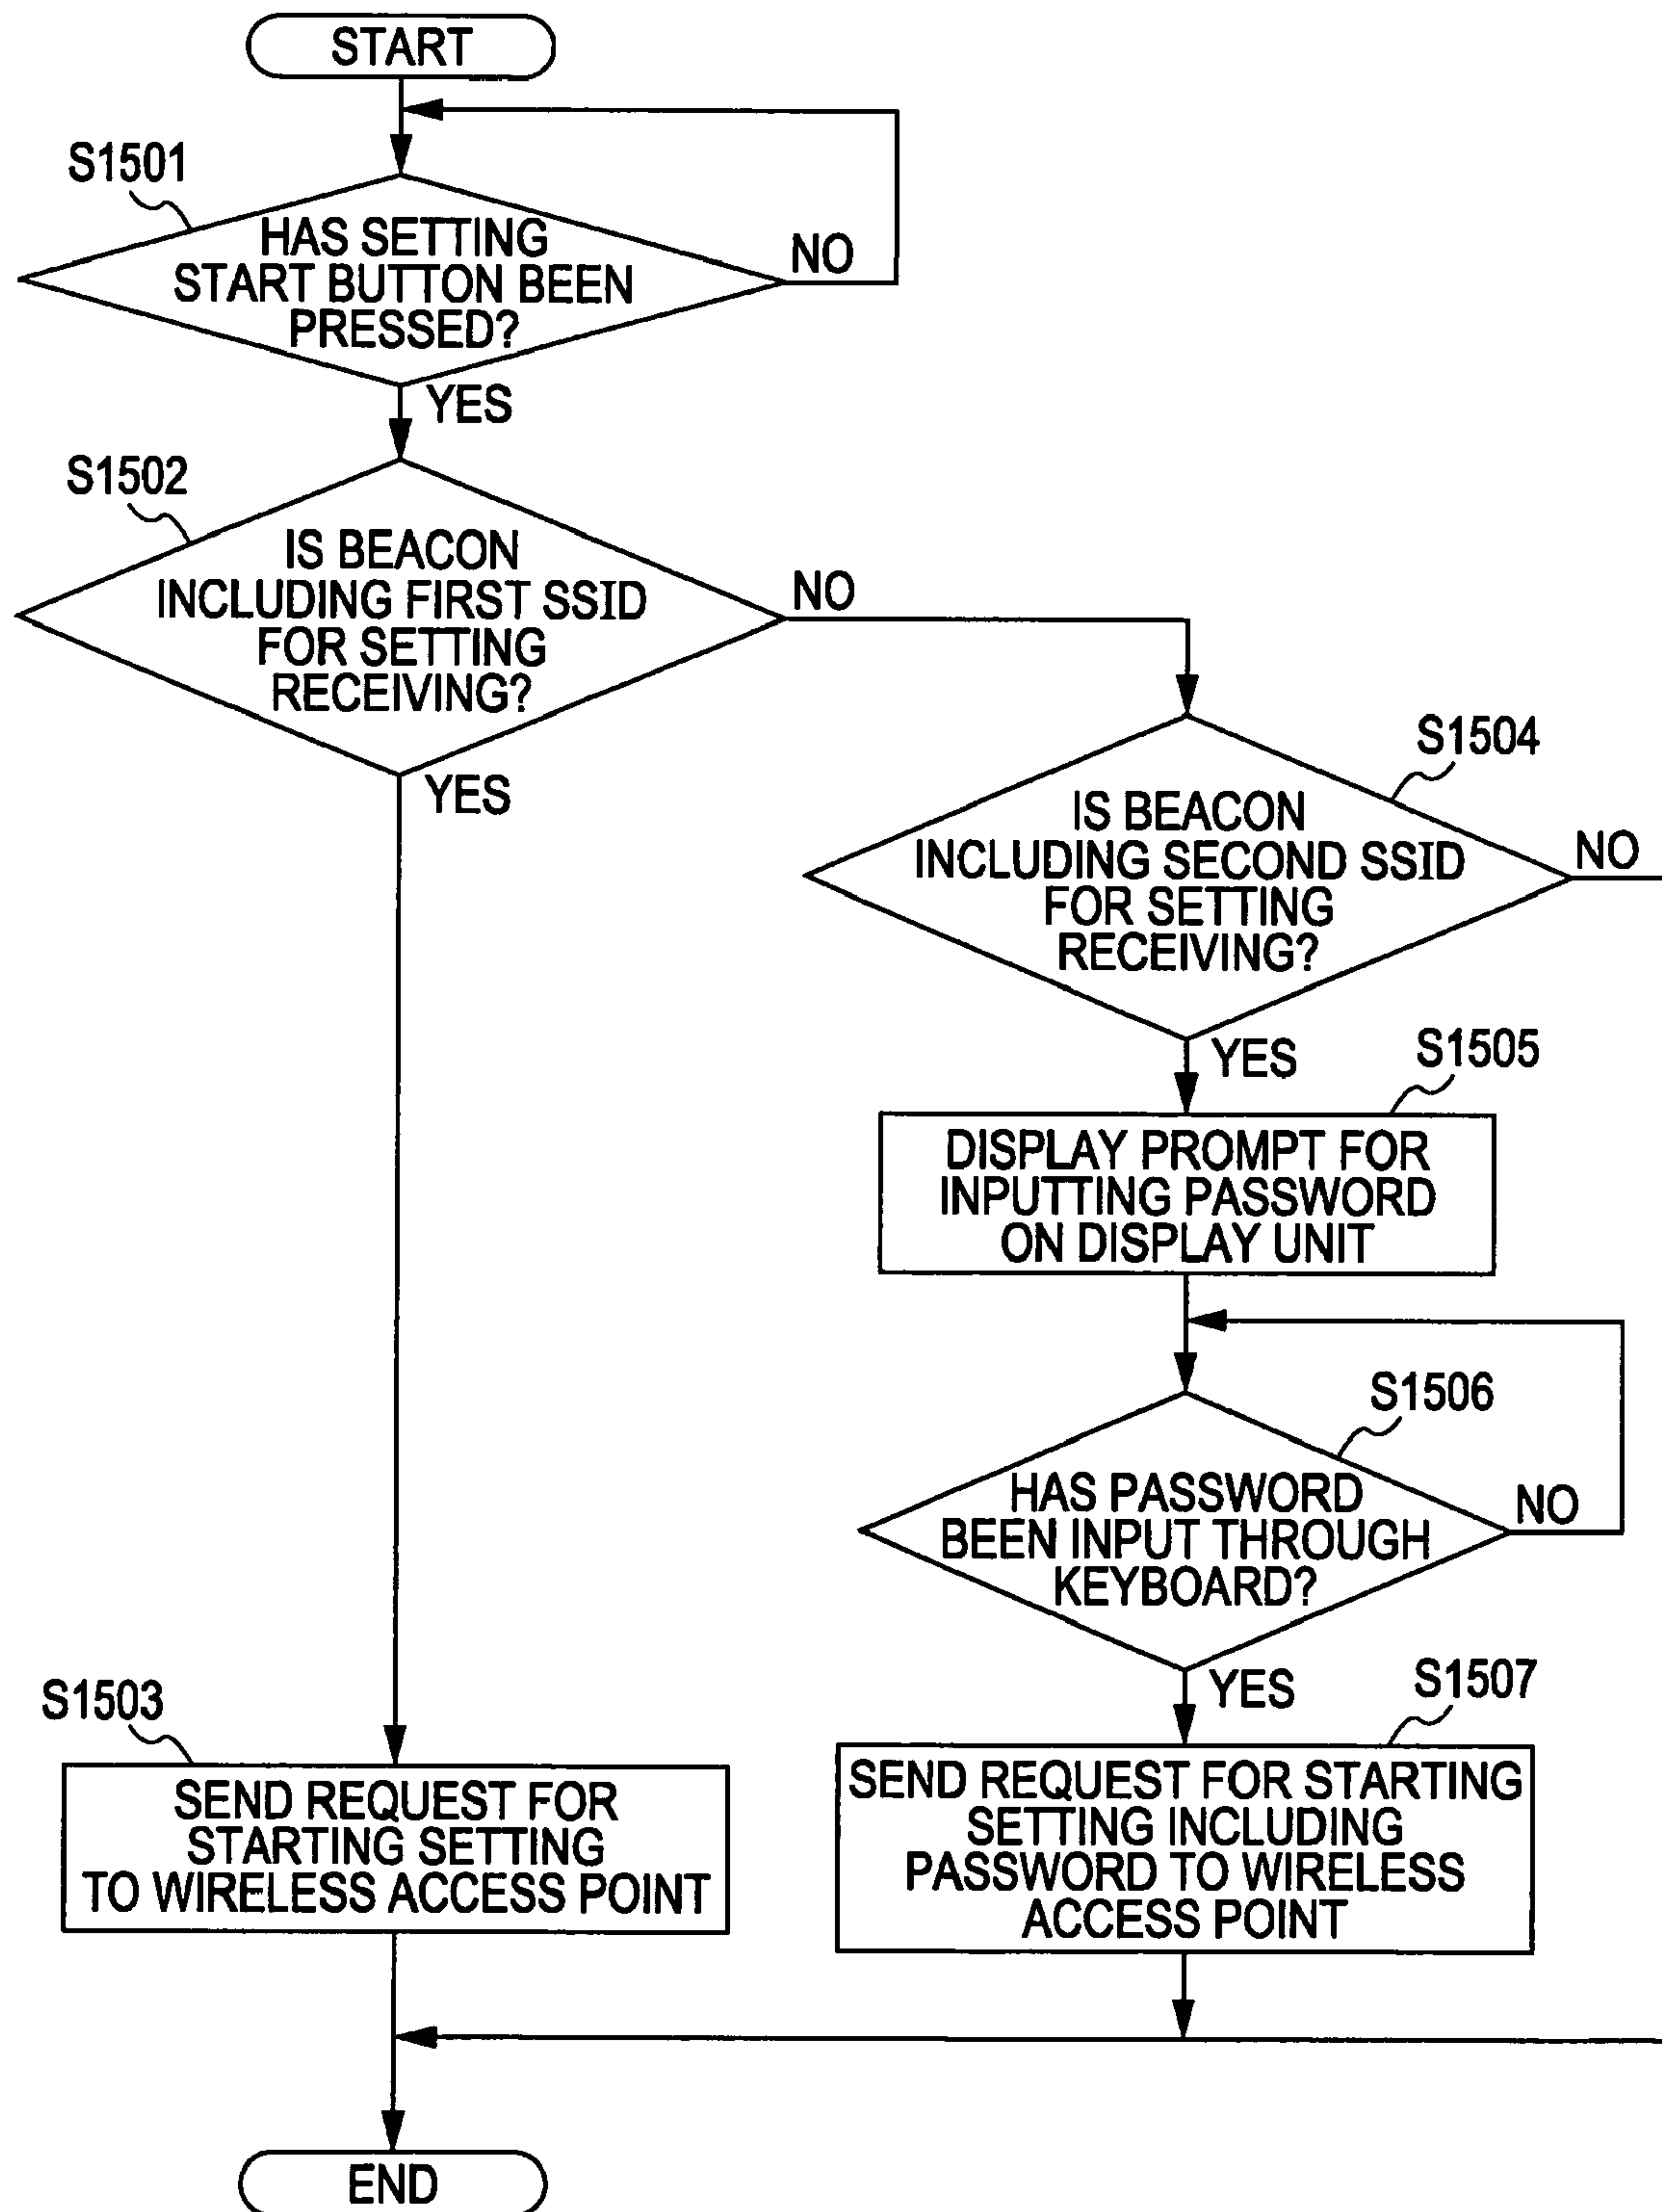 START
S1501
HAS SETTING
START BUTTON BEEN
PRESSED?
NO
YES
S1502
IS BEACON
INCLUDING FIRST SSID
FOR SETTING
RECEIVING?
NO
YES
S1504
IS BEACON
INCLUDING SECOND SSID
FOR SETTING
RECEIVING?
NO
YES
S1505
DISPLAY PROMPT FOR
INPUTTING PASSWORD
ON DISPLAY UNIT
S1506
HAS PASSWORD
BEEN INPUT THROUGH
KEYBOARD?
NO
YES
S1503
SEND REQUEST FOR
STARTING SETTING
TO WIRELESS ACCESS POINT
S1507
SEND REQUEST FOR STARTING
SETTING INCLUDING
PASSWORD TO WIRELESS
ACCESS POINT
END